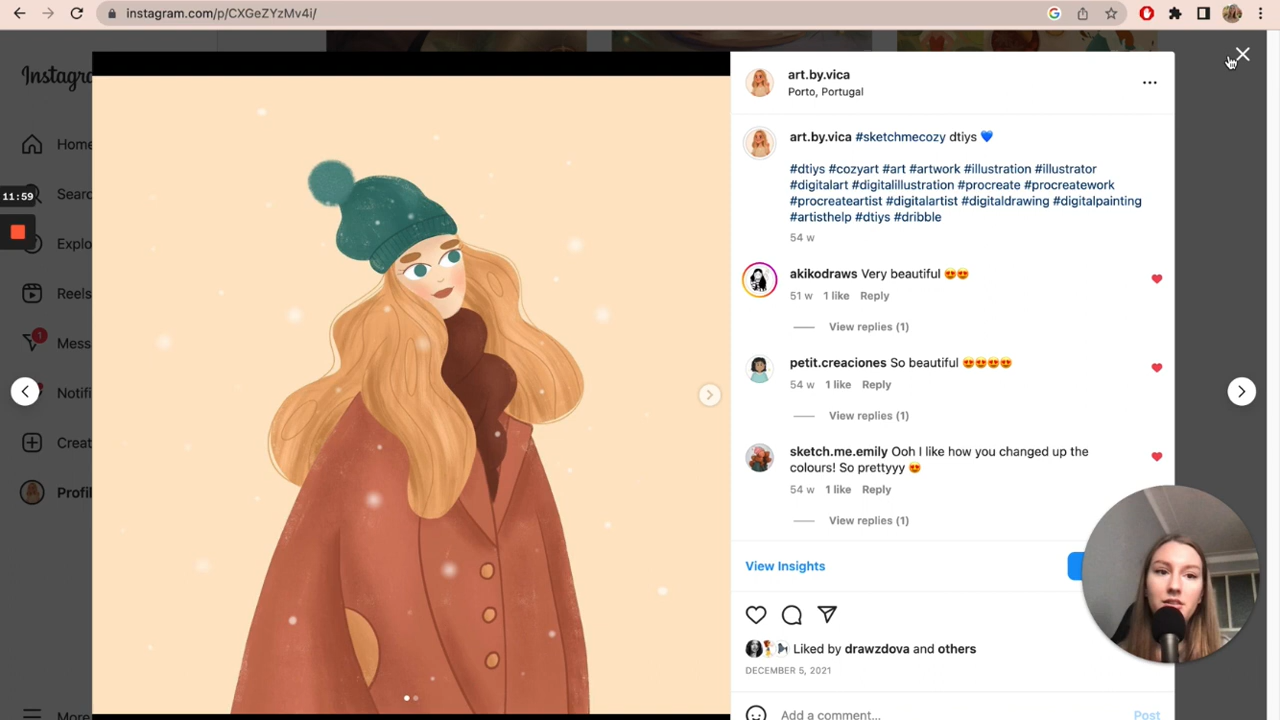 instagram.com/p/CXGeZYzMv4i/
Instag
Home
Searc
Explo
Reels
1
Mess
Notifi
Creat
Profil
More
11:59
art.by.vica
Porto, Portugal
art.by.vica #sketchmecozy dtiys 💙
#dtiys #cozyart #art #artwork #illustration #illustrator
#digitalart #digitalillustration #procreate #procreatework
#procreateartist #digitalartist #digitaldrawing #digitalpainting
#artisthelp #dtiys #dribble
54 w
akikodraws Very beautiful 😍😍
51 w 1 like Reply
View replies (1)
petit.creaciones So beautiful 😍😍😍😍
54 w 1 like Reply
View replies (1)
sketch.me.emily Ooh I like how you changed up the
colours! So prettyyy 😍
54 w 1 like Reply
View replies (1)
View Insights
Liked by drawzdova and others
DECEMBER 5, 2021
Add a comment...
Post